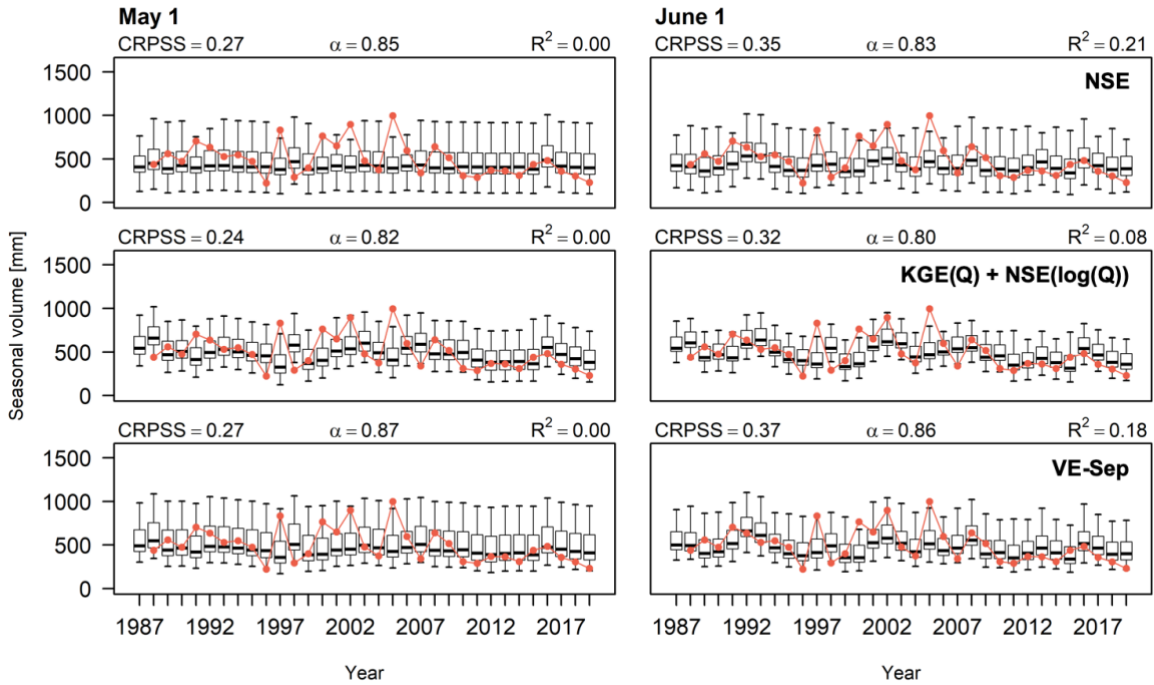 May 1
June 1
CRPSS = 0.27 α = 0.85 R² = 0.00
CRPSS = 0.35 α = 0.83 R² = 0.21
NSE
1500
1000
500
0
CRPSS = 0.24 α = 0.82 R² = 0.00
CRPSS = 0.32 α = 0.80 R² = 0.08
KGE(Q) + NSE(log(Q))
1500
1000
500
0
Seasonal volume [mm]
CRPSS = 0.27 α = 0.87 R² = 0.00
CRPSS = 0.37 α = 0.86 R² = 0.18
VE-Sep
1500
1000
500
0
1987 1992 1997 2002 2007 2012 2017
1987 1992 1997 2002 2007 2012 2017
Year
Year